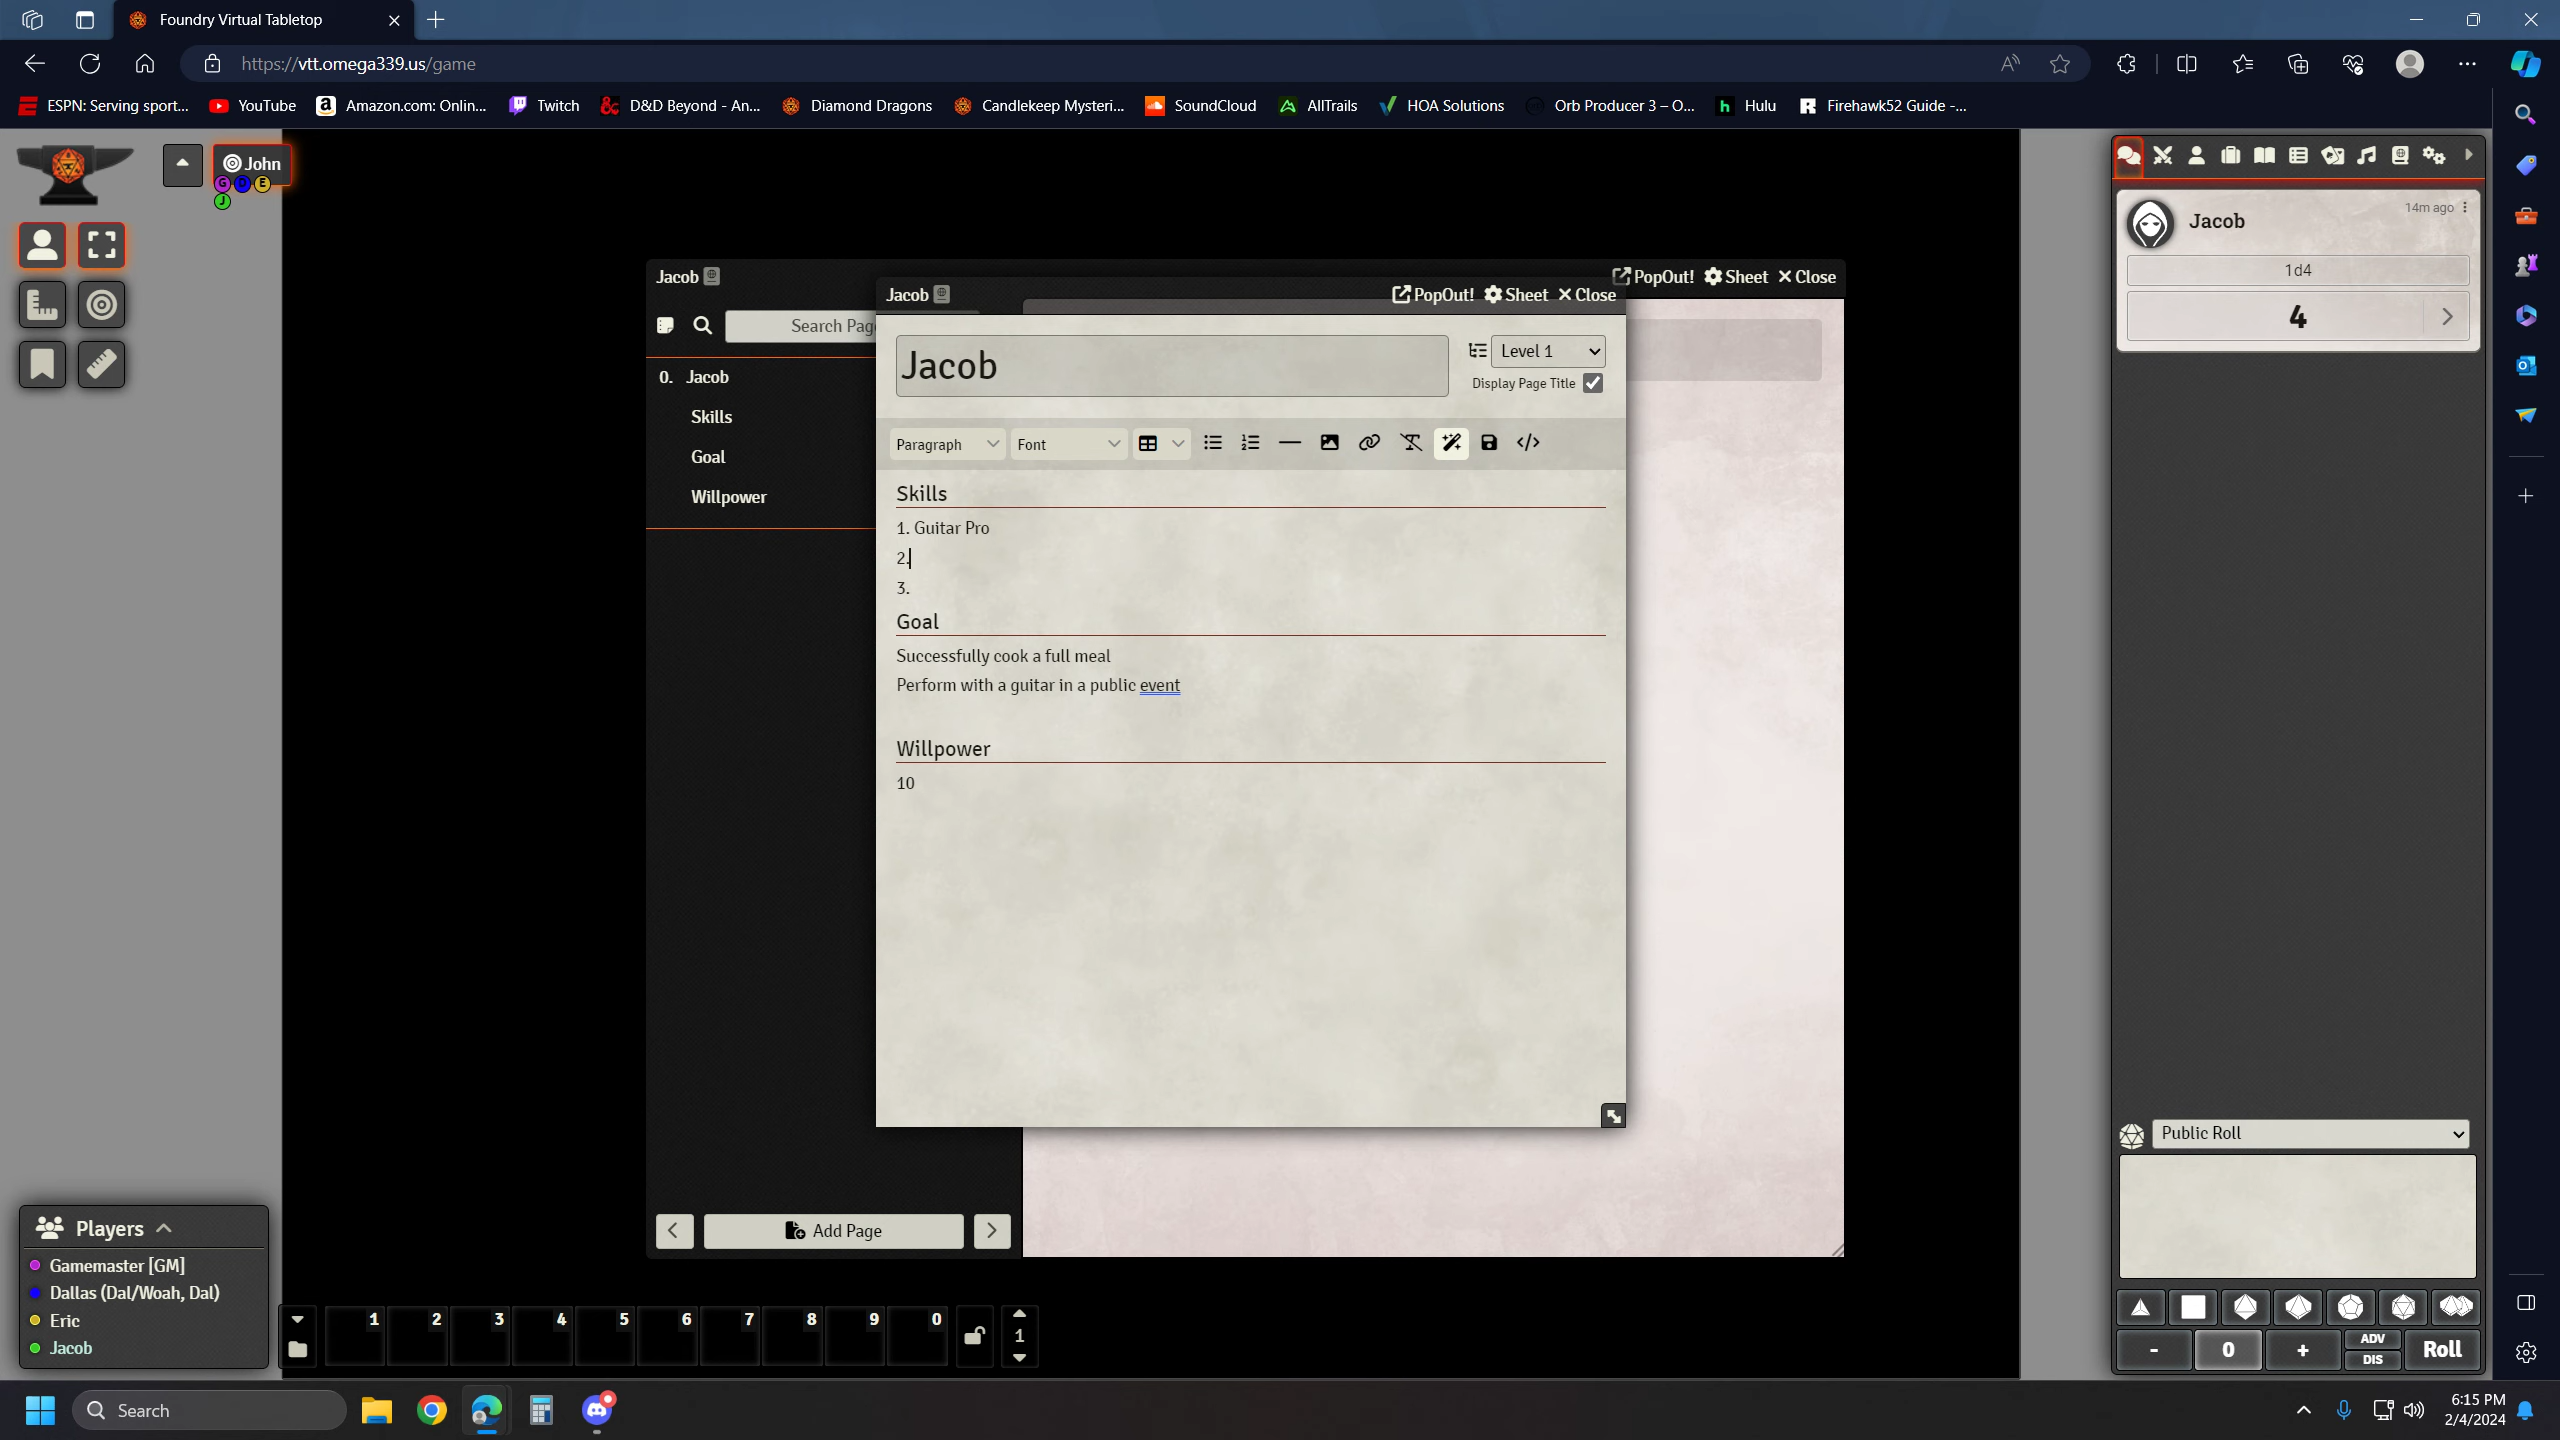 Foundry Virtual Tabletop
https://vtt.omega339.us/game
ESPN: Serving sport...
YouTube
Amazon.com: Onlin...
Twitch
D&D Beyond - An...
Diamond Dragons
Candlekeep Mysteri...
SoundCloud
AllTrails
HOA Solutions
Orb Producer 3 – O...
Hulu
Firehawk52 Guide -...
John
G D E
J
Jacob
PopOut! Sheet Close
Search Pag
0. Jacob
Skills
Goal
Willpower
Add Page
Jacob
PopOut! Sheet Close
Jacob
Level 1
Display Page Title
Paragraph
Font
Skills
1. Guitar Pro
2.
3.
Goal
Successfully cook a full meal
Perform with a guitar in a public event
Willpower
10
Jacob
14m ago
1d4
4
Public Roll
- 0 + ADV DIS Roll
Players
Gamemaster [GM]
Dallas (Dal/Woah, Dal)
Eric
Jacob
1 2 3 4 5 6 7 8 9 0
1
Search
6:15 PM
2/4/2024